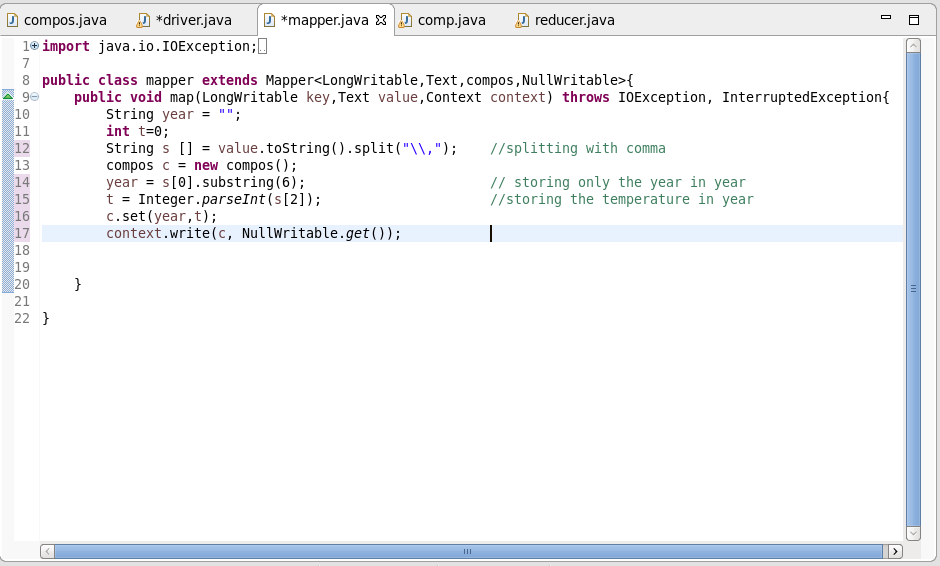 compos.java *driver.java *mapper.java comp.java reducer.java
1 import java.io.IOException;
7
8 public class mapper extends Mapper<LongWritable,Text,compos,NullWritable>{
9 public void map(LongWritable key,Text value,Context context) throws IOException, InterruptedException{
10 String year = "";
11 int t=0;
12 String s [] = value.toString().split("\\,"); //splitting with comma
13 compos c = new compos();
14 year = s[0].substring(6); // storing only the year in year
15 t = Integer.parseInt(s[2]); //storing the temperature in year
16 c.set(year,t);
17 context.write(c, NullWritable.get());
18
19
20 }
21
22 }